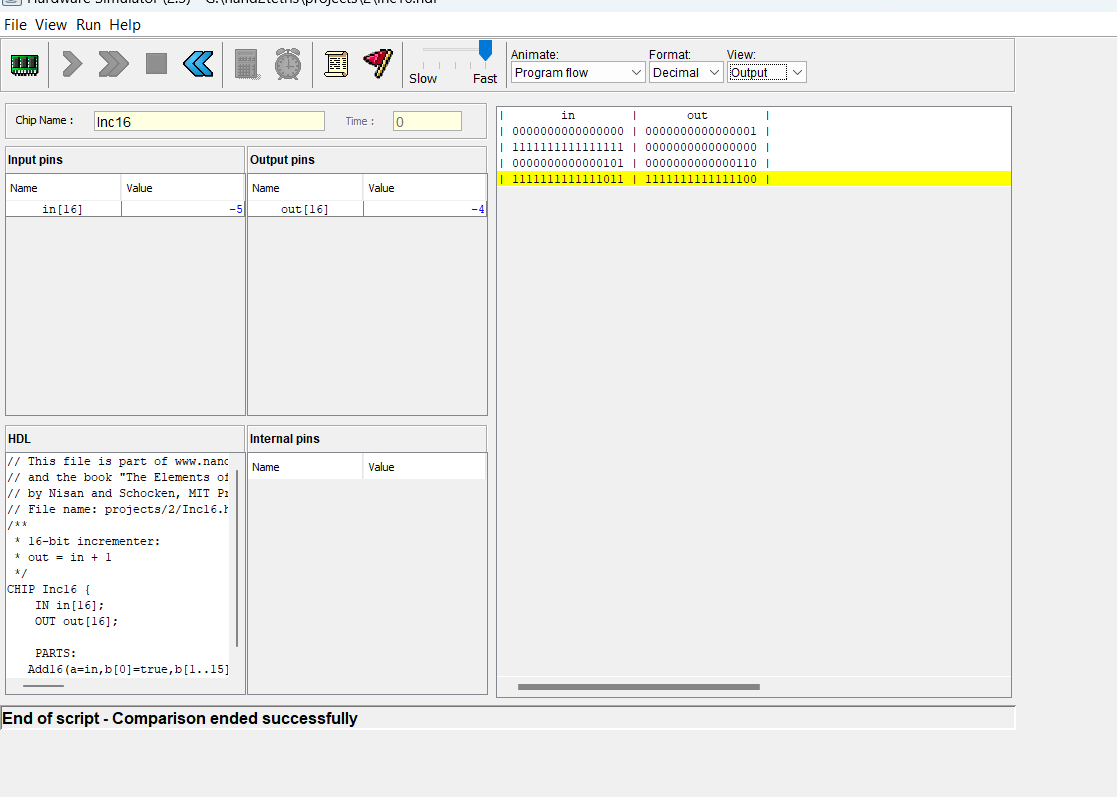 Hardware Simulator (2.5) - G:\nand2tetris\projects\2\Inc16.hdl
File View Run Help
Slow Fast
Animate: Format: View:
Program flow Decimal Output
Chip Name : Inc16 Time : 0
Input pins Output pins
Name Value Name Value
in[16] -5 out[16] -4
| in | out |
| 0000000000000000 | 0000000000000001 |
| 1111111111111111 | 0000000000000000 |
| 0000000000000101 | 0000000000000110 |
| 1111111111111011 | 1111111111111100 |
HDL Internal pins
Name Value
// This file is part of www.nand
// and the book "The Elements of
// by Nisan and Schocken, MIT Pr
// File name: projects/2/Inc16.h
/**
* 16-bit incrementer:
* out = in + 1
*/
CHIP Inc16 {
IN in[16];
OUT out[16];
PARTS:
Add16(a=in,b[0]=true,b[1..15]
End of script - Comparison ended successfully